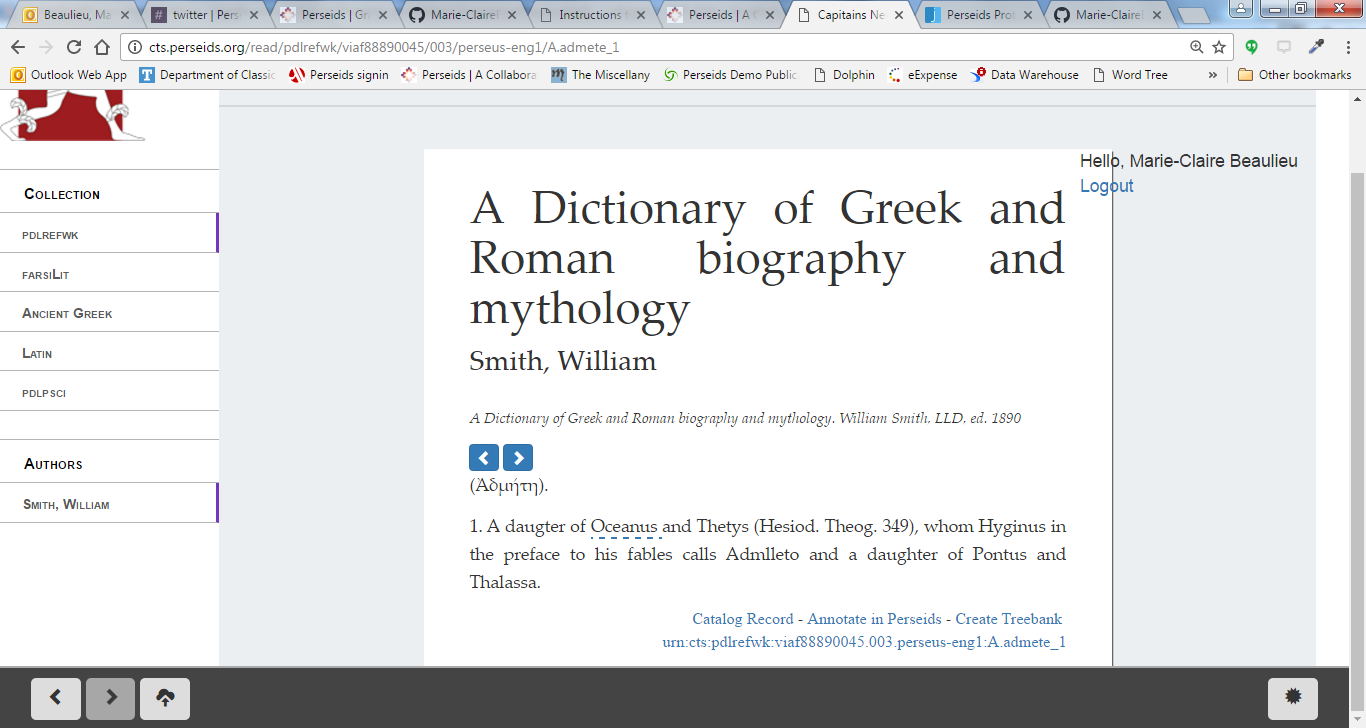 Beaulieu, Ma
twitter | Pers
Perseids | Gr
Marie-Clairel
Instructions f
Perseids | A C
Capitains Ne
Perseids Prot
Marie-Clairel
cts.perseids.org/read/pdlrefwk/viaf88890045/003/perseus-eng1/A.admete_1
Outlook Web App
Department of Classic
Perseids signin
Perseids | A Collabora
The Miscellany
Perseids Demo Public
Dolphin
eExpense
Data Warehouse
Word Tree
»
Other bookmarks
Collection
pdlrefwk
farsiLit
Ancient Greek
Latin
pdlpsci
Authors
Smith, William
Hello, Marie-Claire Beaulieu
Logout
A Dictionary of Greek and
Roman biography and
mythology
Smith, William
A Dictionary of Greek and Roman biography and mythology. William Smith, LLD, ed. 1890
(Ἀδμήτη).
1. A daugter of Oceanus and Thetys (Hesiod. Theog. 349), whom Hyginus in
the preface to his fables calls Admlleto and a daughter of Pontus and
Thalassa.
Catalog Record - Annotate in Perseids - Create Treebank
urn:cts:pdlrefwk:viaf88890045.003.perseus-eng1:A.admete_1